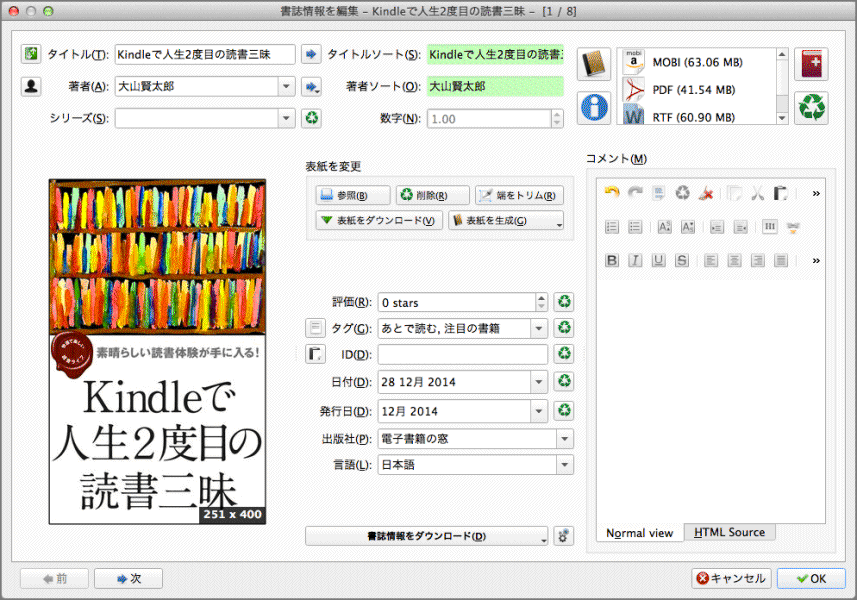 書誌情報を編集 – Kindleで人生2度目の読書三昧 – [1 / 8]
タイトル(T): Kindleで人生2度目の読書三昧 タイトルソート(S): Kindleで人生2度目の読書三
著者(A): 大山賢太郎 著者ソート(O): 大山賢太郎
シリーズ(S): 数字(N): 1.00
mobi
MOBI (63.06 MB)
PDF (41.54 MB)
RTF (60.90 MB)
表紙を変更
参照(B) 削除(R) 端をトリム(R)
表紙をダウンロード(V) 表紙を生成(G)
素晴らしい読書体験が手に入る!
Kindleで
人生2度目の
読書三昧
251 x 400
評価(R): 0 stars
タグ(G): あとで読む, 注目の書籍
ID(D):
日付(D): 28 12月 2014
発行日(D): 12月 2014
出版社(P): 電子書籍の窓
言語(L): 日本語
書誌情報をダウンロード(D)
コメント(M)
B I U S
Normal view HTML Source
前 次 キャンセル OK